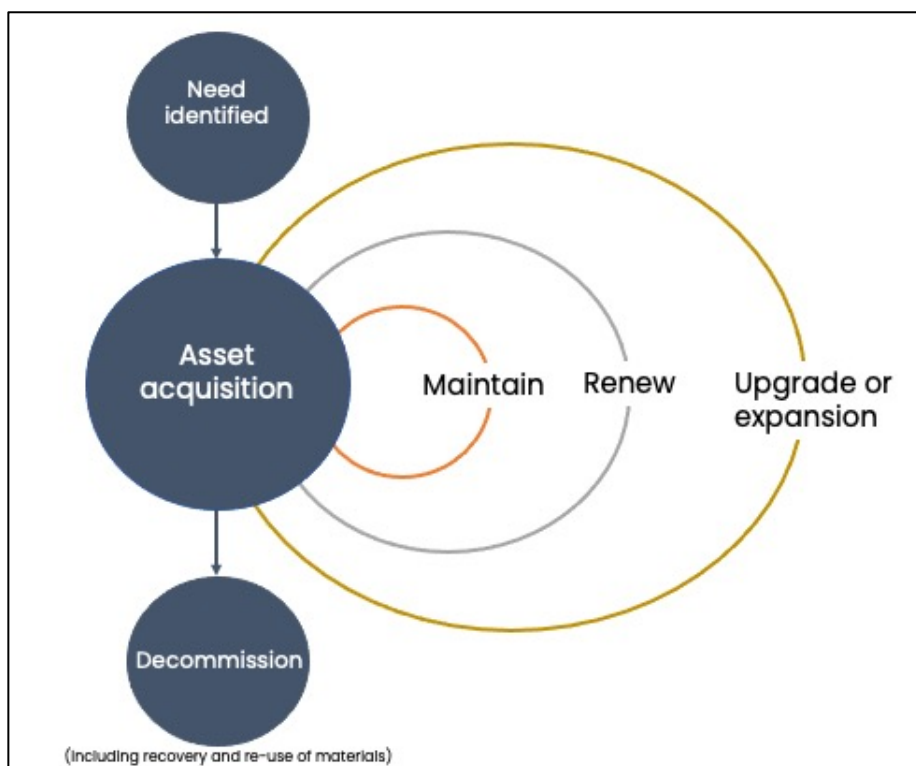 Need
identified
Asset
acquisition
Maintain
Renew
Upgrade or
expansion
Decommission
(including recovery and re-use of materials)